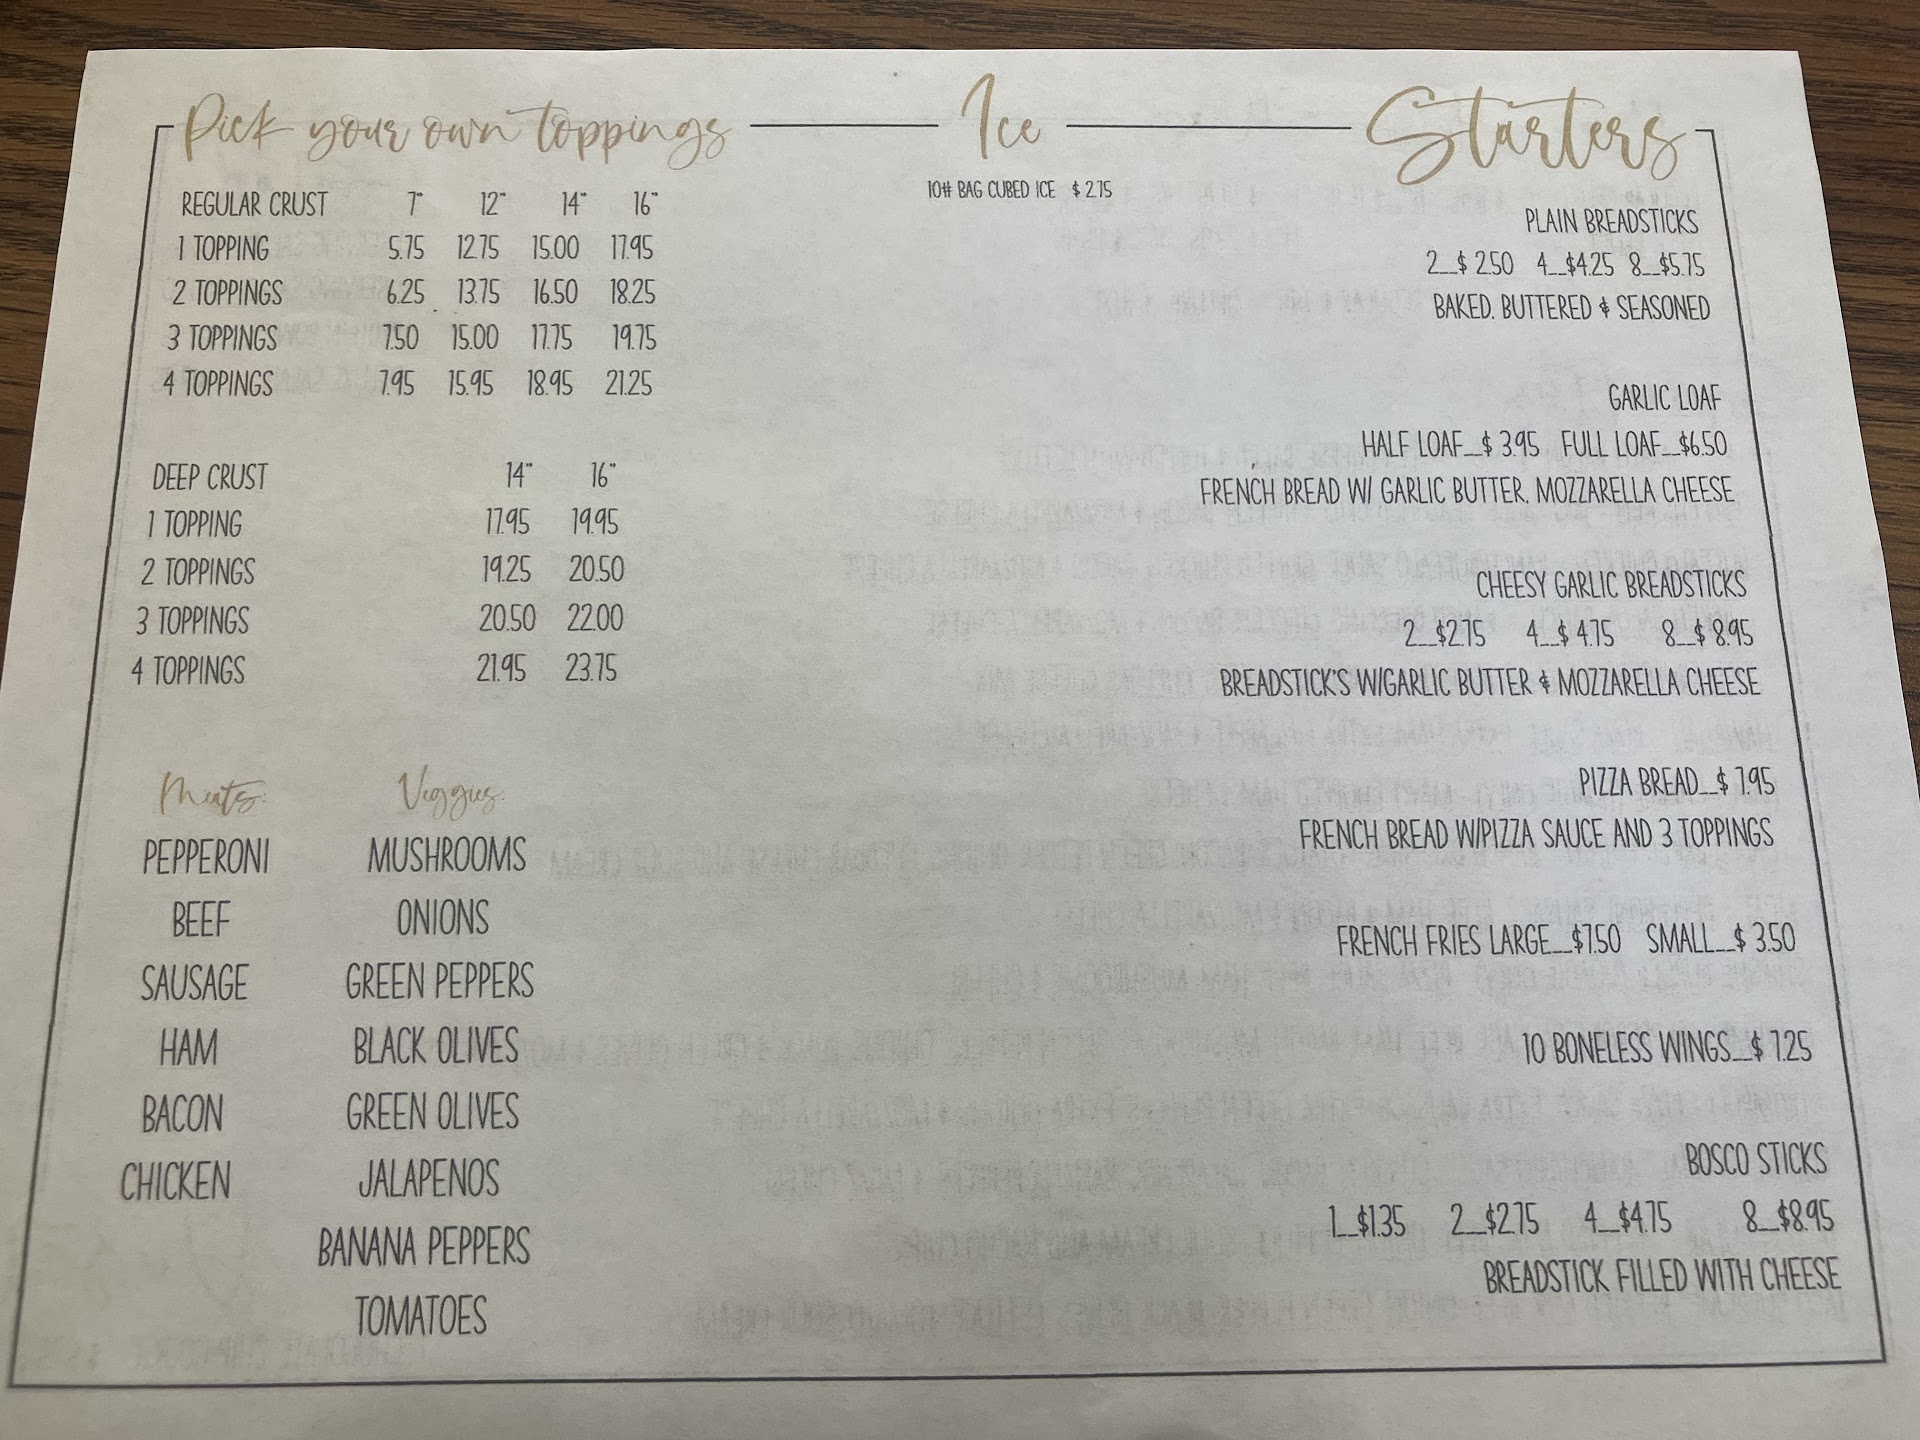 Pick your own toppings
REGULAR CRUST 7" 12" 14" 16"
1 TOPPING 5.75 12.75 15.00 17.95
2 TOPPINGS 6.25 13.75 16.50 18.25
3 TOPPINGS 7.50 15.00 17.75 19.75
4 TOPPINGS 7.95 15.95 18.95 21.25
DEEP CRUST 14" 16"
1 TOPPING 17.95 19.95
2 TOPPINGS 19.25 20.50
3 TOPPINGS 20.50 22.00
4 TOPPINGS 21.95 23.75
Meats:
PEPPERONI
BEEF
SAUSAGE
HAM
BACON
CHICKEN
Veggies:
MUSHROOMS
ONIONS
GREEN PEPPERS
BLACK OLIVES
GREEN OLIVES
JALAPENOS
BANANA PEPPERS
TOMATOES
Ice
10# BAG CUBED ICE $ 2.75
Starters
PLAIN BREADSTICKS
2__$ 2.50 4__$4.25 8__$5.75
BAKED, BUTTERED & SEASONED
GARLIC LOAF
HALF LOAF__$ 3.95 FULL LOAF__$6.50
FRENCH BREAD W/ GARLIC BUTTER, MOZZARELLA CHEESE
CHEESY GARLIC BREADSTICKS
2__$2.75 4__$ 4.75 8__$ 8.95
BREADSTICK'S W/GARLIC BUTTER & MOZZARELLA CHEESE
PIZZA BREAD__$ 7.95
FRENCH BREAD W/PIZZA SAUCE AND 3 TOPPINGS
FRENCH FRIES LARGE__$7.50 SMALL__$ 3.50
10 BONELESS WINGS__$ 7.25
BOSCO STICKS
1__$1.35 2__$2.75 4__$4.75 8__$8.95
BREADSTICK FILLED WITH CHEESE